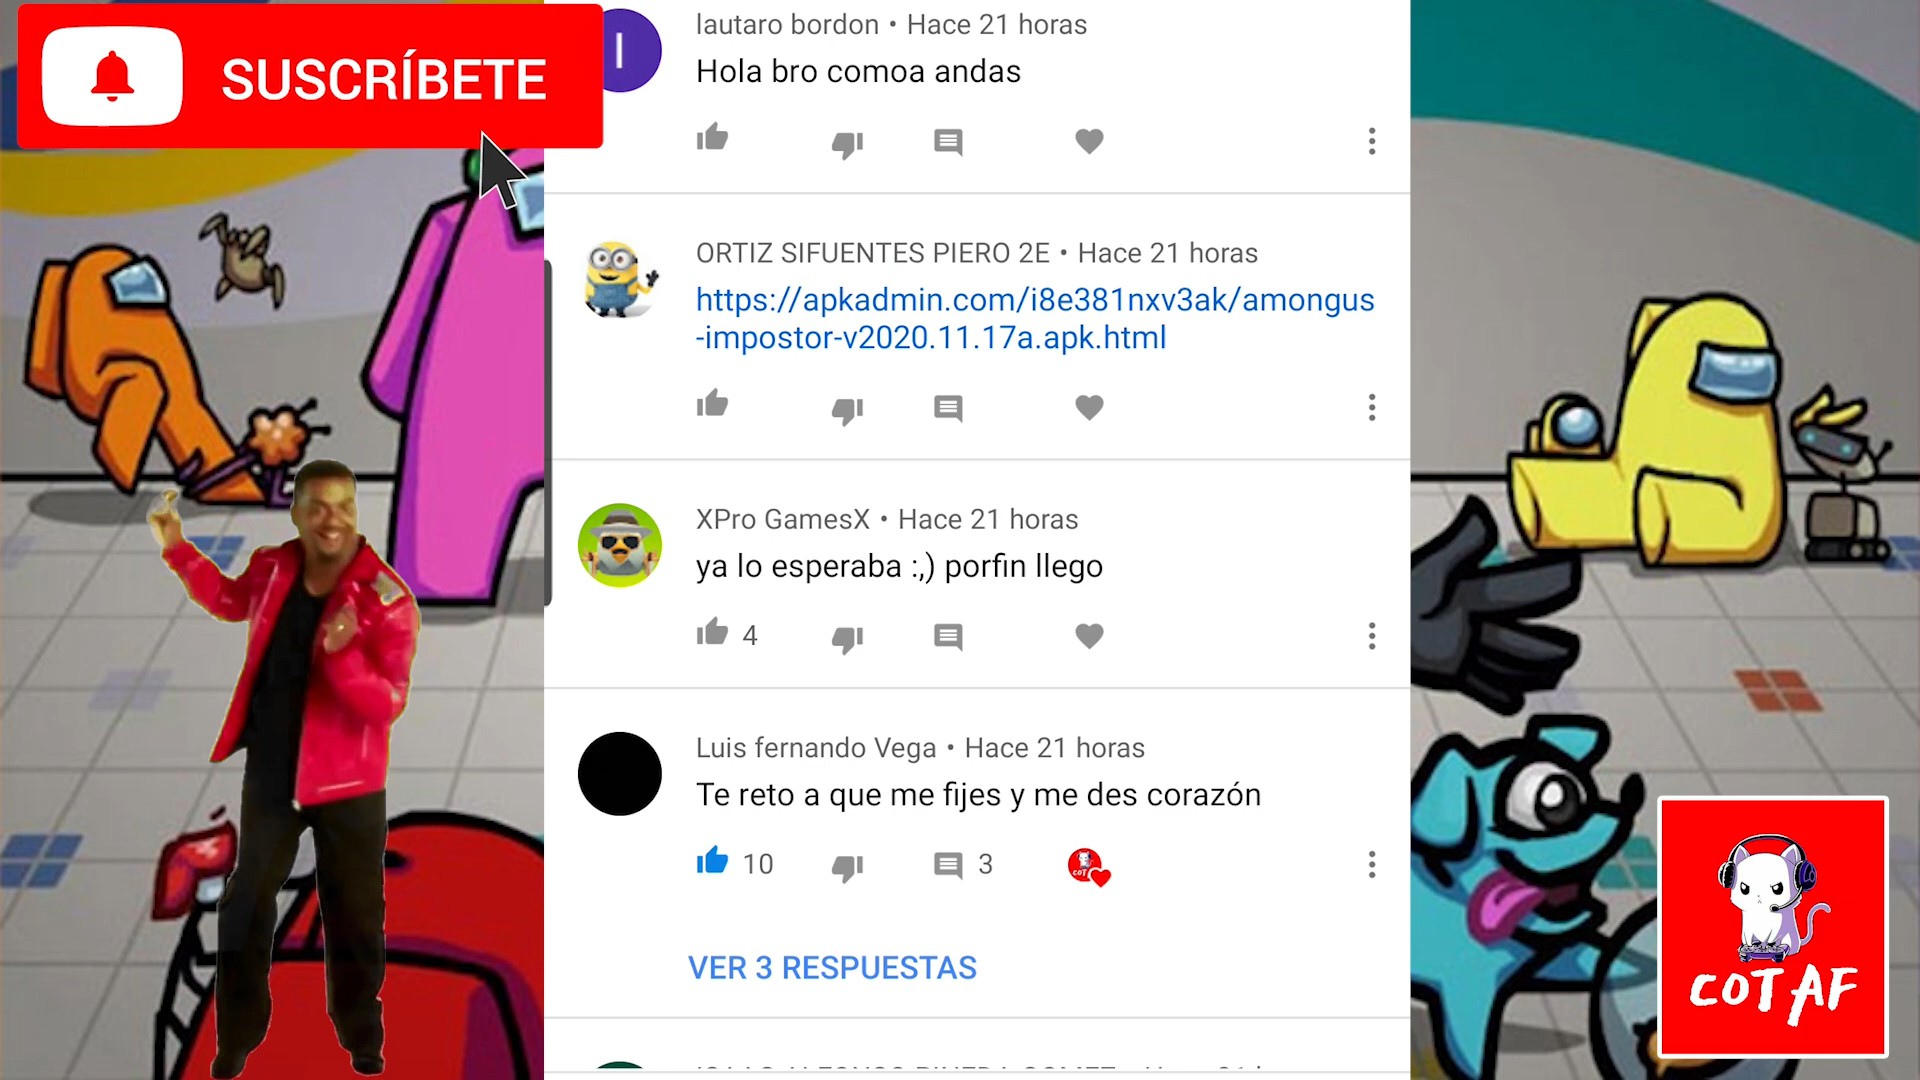 SUSCRÍBETE
l
lautaro bordon • Hace 21 horas
Hola bro comoa andas
ORTIZ SIFUENTES PIERO 2E • Hace 21 horas
https://apkadmin.com/i8e381nxv3ak/amongus
-impostor-v2020.11.17a.apk.html
XPro GamesX • Hace 21 horas
ya lo esperaba :,) porfin llego
4
Luis fernando Vega • Hace 21 horas
Te reto a que me fijes y me des corazón
10 3
VER 3 RESPUESTAS
COTAF